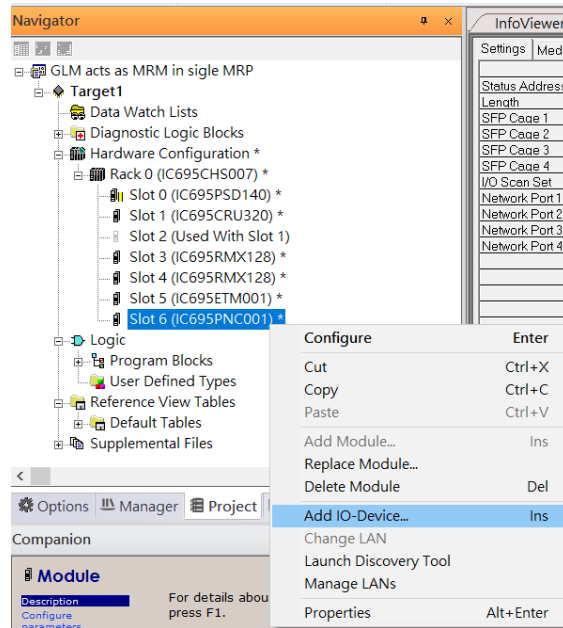 Navigator
InfoViewer
Settings Med
GLM acts as MRM in sigle MRP
Target1
Data Watch Lists
Diagnostic Logic Blocks
Hardware Configuration *
Rack 0 (IC695CHS007) *
Slot 0 (IC695PSD140) *
Slot 1 (IC695CRU320) *
Slot 2 (Used With Slot 1)
Slot 3 (IC695RMX128) *
Slot 4 (IC695RMX128) *
Slot 5 (IC695ETM001) *
Slot 6 (IC695PNC001) *
Logic
Program Blocks
User Defined Types
Reference View Tables
Default Tables
Supplemental Files
Status Address
Length
SFP Cage 1
SFP Cage 2
SFP Cage 3
SFP Cage 4
I/O Scan Set
Network Port 1
Network Port 2
Network Port 3
Network Port 4
Configure Enter
Cut Ctrl+X
Copy Ctrl+C
Paste Ctrl+V
Add Module... Ins
Replace Module...
Delete Module Del
Add IO-Device... Ins
Change LAN
Launch Discovery Tool
Manage LANs
Properties Alt+Enter
Options Manager Project
Companion
Module
Description
Configure
parameters
For details abou
press F1.